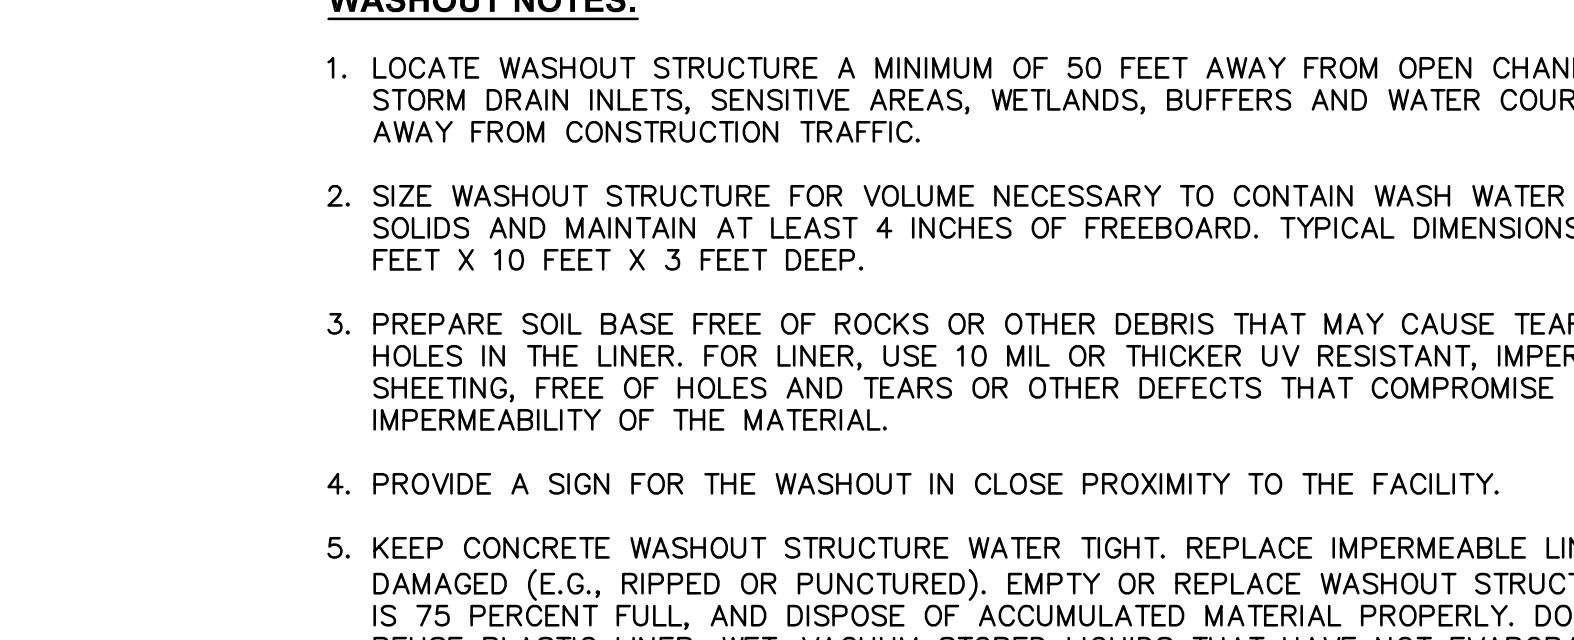 WASHOUT NOTES:
1. LOCATE WASHOUT STRUCTURE A MINIMUM OF 50 FEET AWAY FROM OPEN
STORM DRAIN INLETS, SENSITIVE AREAS, WETLANDS, BUFFERS AND WATER
AWAY FROM CONSTRUCTION TRAFFIC.
2. SIZE WASHOUT STRUCTURE FOR VOLUME NECESSARY TO CONTAIN WASH WATER
SOLIDS AND MAINTAIN AT LEAST 4 INCHES OF FREEBOARD. TYPICAL DIMENSIONS
FEET X 10 FEET X 3 FEET DEEP.
3. PREPARE SOIL BASE FREE OF ROCKS OR OTHER DEBRIS THAT MAY CAUSE
HOLES IN THE LINER. FOR LINER, USE 10 MIL OR THICKER UV RESISTANT,
SHEETING, FREE OF HOLES AND TEARS OR OTHER DEFECTS THAT COMPROMISE
IMPERMEABILITY OF THE MATERIAL.
4. PROVIDE A SIGN FOR THE WASHOUT IN CLOSE PROXIMITY TO THE FACILITY.
5. KEEP CONCRETE WASHOUT STRUCTURE WATER TIGHT. REPLACE IMPERMEABLE
DAMAGED (E.G., RIPPED OR PUNCTURED). EMPTY OR REPLACE WASHOUT
IS 75 PERCENT FULL, AND DISPOSE OF ACCUMULATED MATERIAL PROPERLY. DO